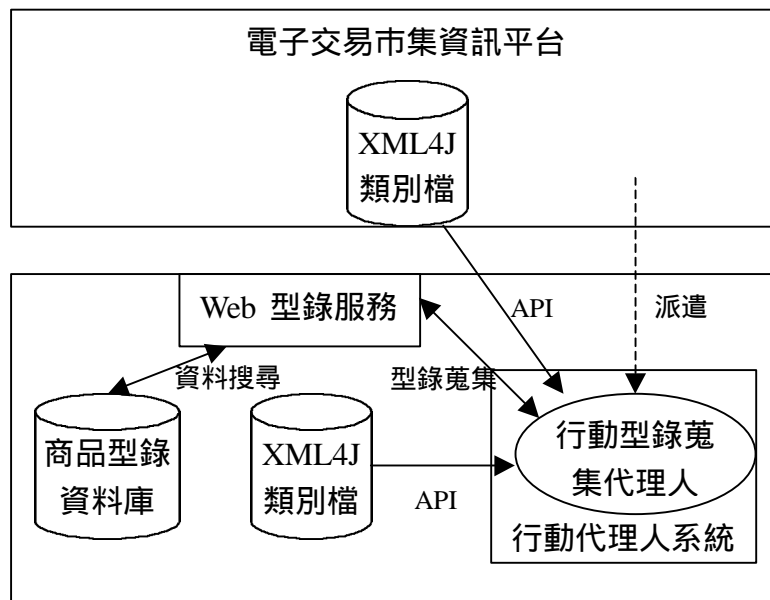 電子交易市集資訊平台
XML4J
類別檔
Web 型錄服務
API
派遣
資料搜尋
型錄蒐集
商品型錄
資料庫
XML4J
類別檔
API
行動型錄蒐
集代理人
行動代理人系統